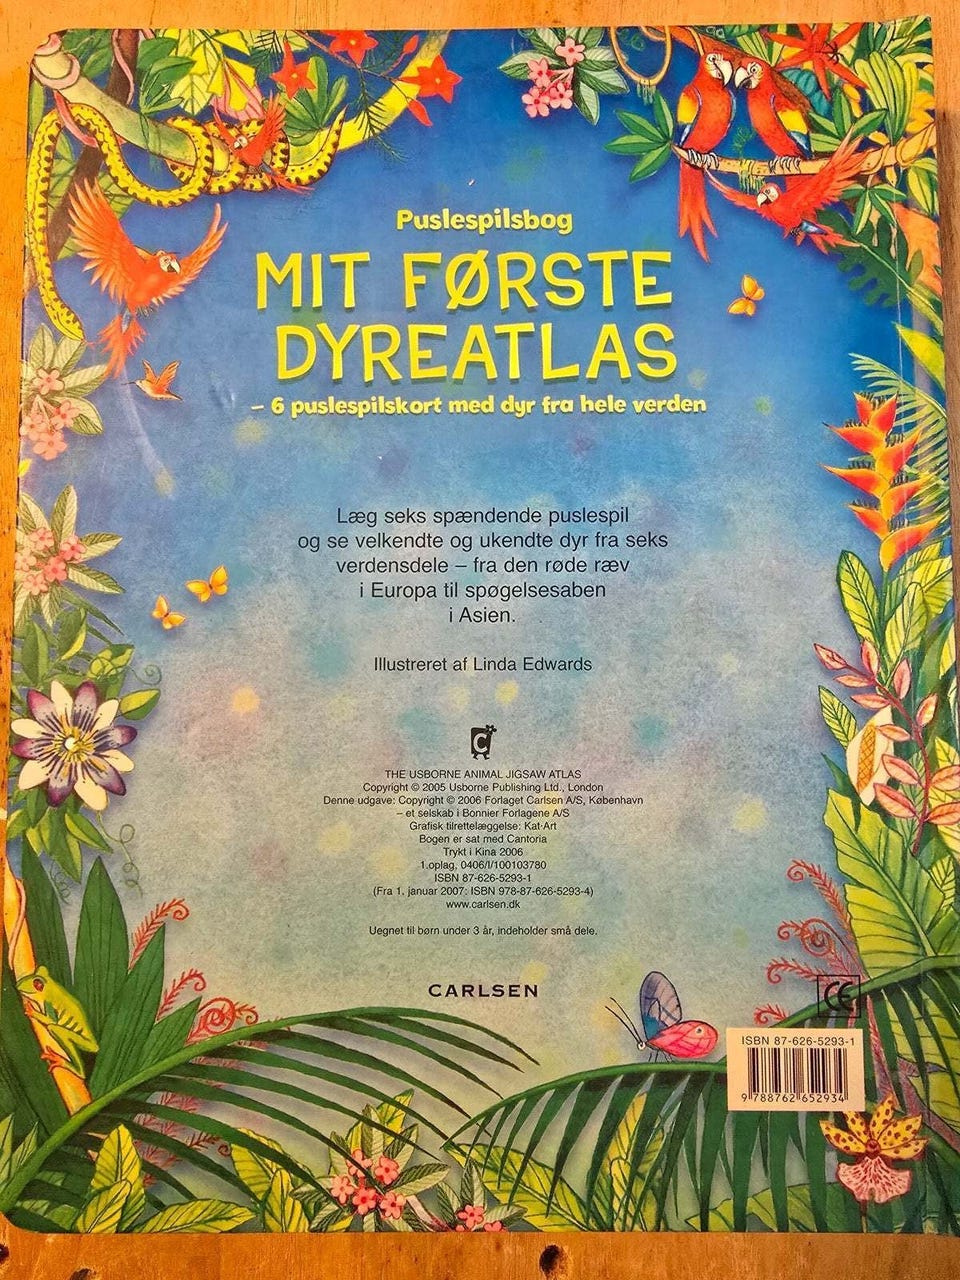 Puslespilsbog
MIT FØRSTE
DYREATLAS
– 6 puslespilskort med dyr fra hele verden
Læg seks spændende puslespil
og se velkendte og ukendte dyr fra seks
verdensdele – fra den røde ræv
i Europa til spøgelsesaben
i Asien.
Illustreret af Linda Edwards
C
THE USBORNE ANIMAL JIGSAW ATLAS
Copyright © 2005 Usborne Publishing Ltd., London
Denne udgave: Copyright © 2006 Forlaget Carlsen A/S, København
– et selskab i Bonnier Forlagene A/S
Grafisk tilrettelæggelse: Kat·Art
Bogen er sat med Cantoria
Trykt i Kina 2006
1.oplag, 0406/I/100103780
ISBN 87-626-5293-1
(Fra 1. januar 2007: ISBN 978-87-626-5293-4)
www.carlsen.dk
Uegnet til børn under 3 år, indeholder små dele.
CARLSEN
CE
ISBN 87-626-5293-1
9 788762 652934